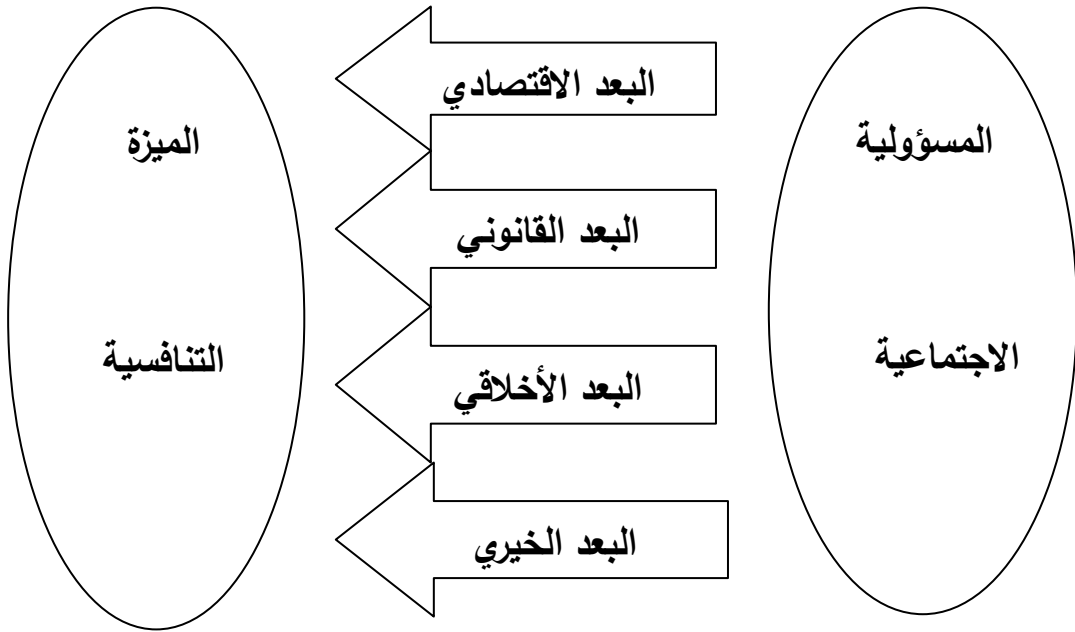 المسؤولية
الاجتماعية
البعد الاقتصادي
البعد القانوني
البعد الأخلاقي
البعد الخيري
الميزة
التنافسية